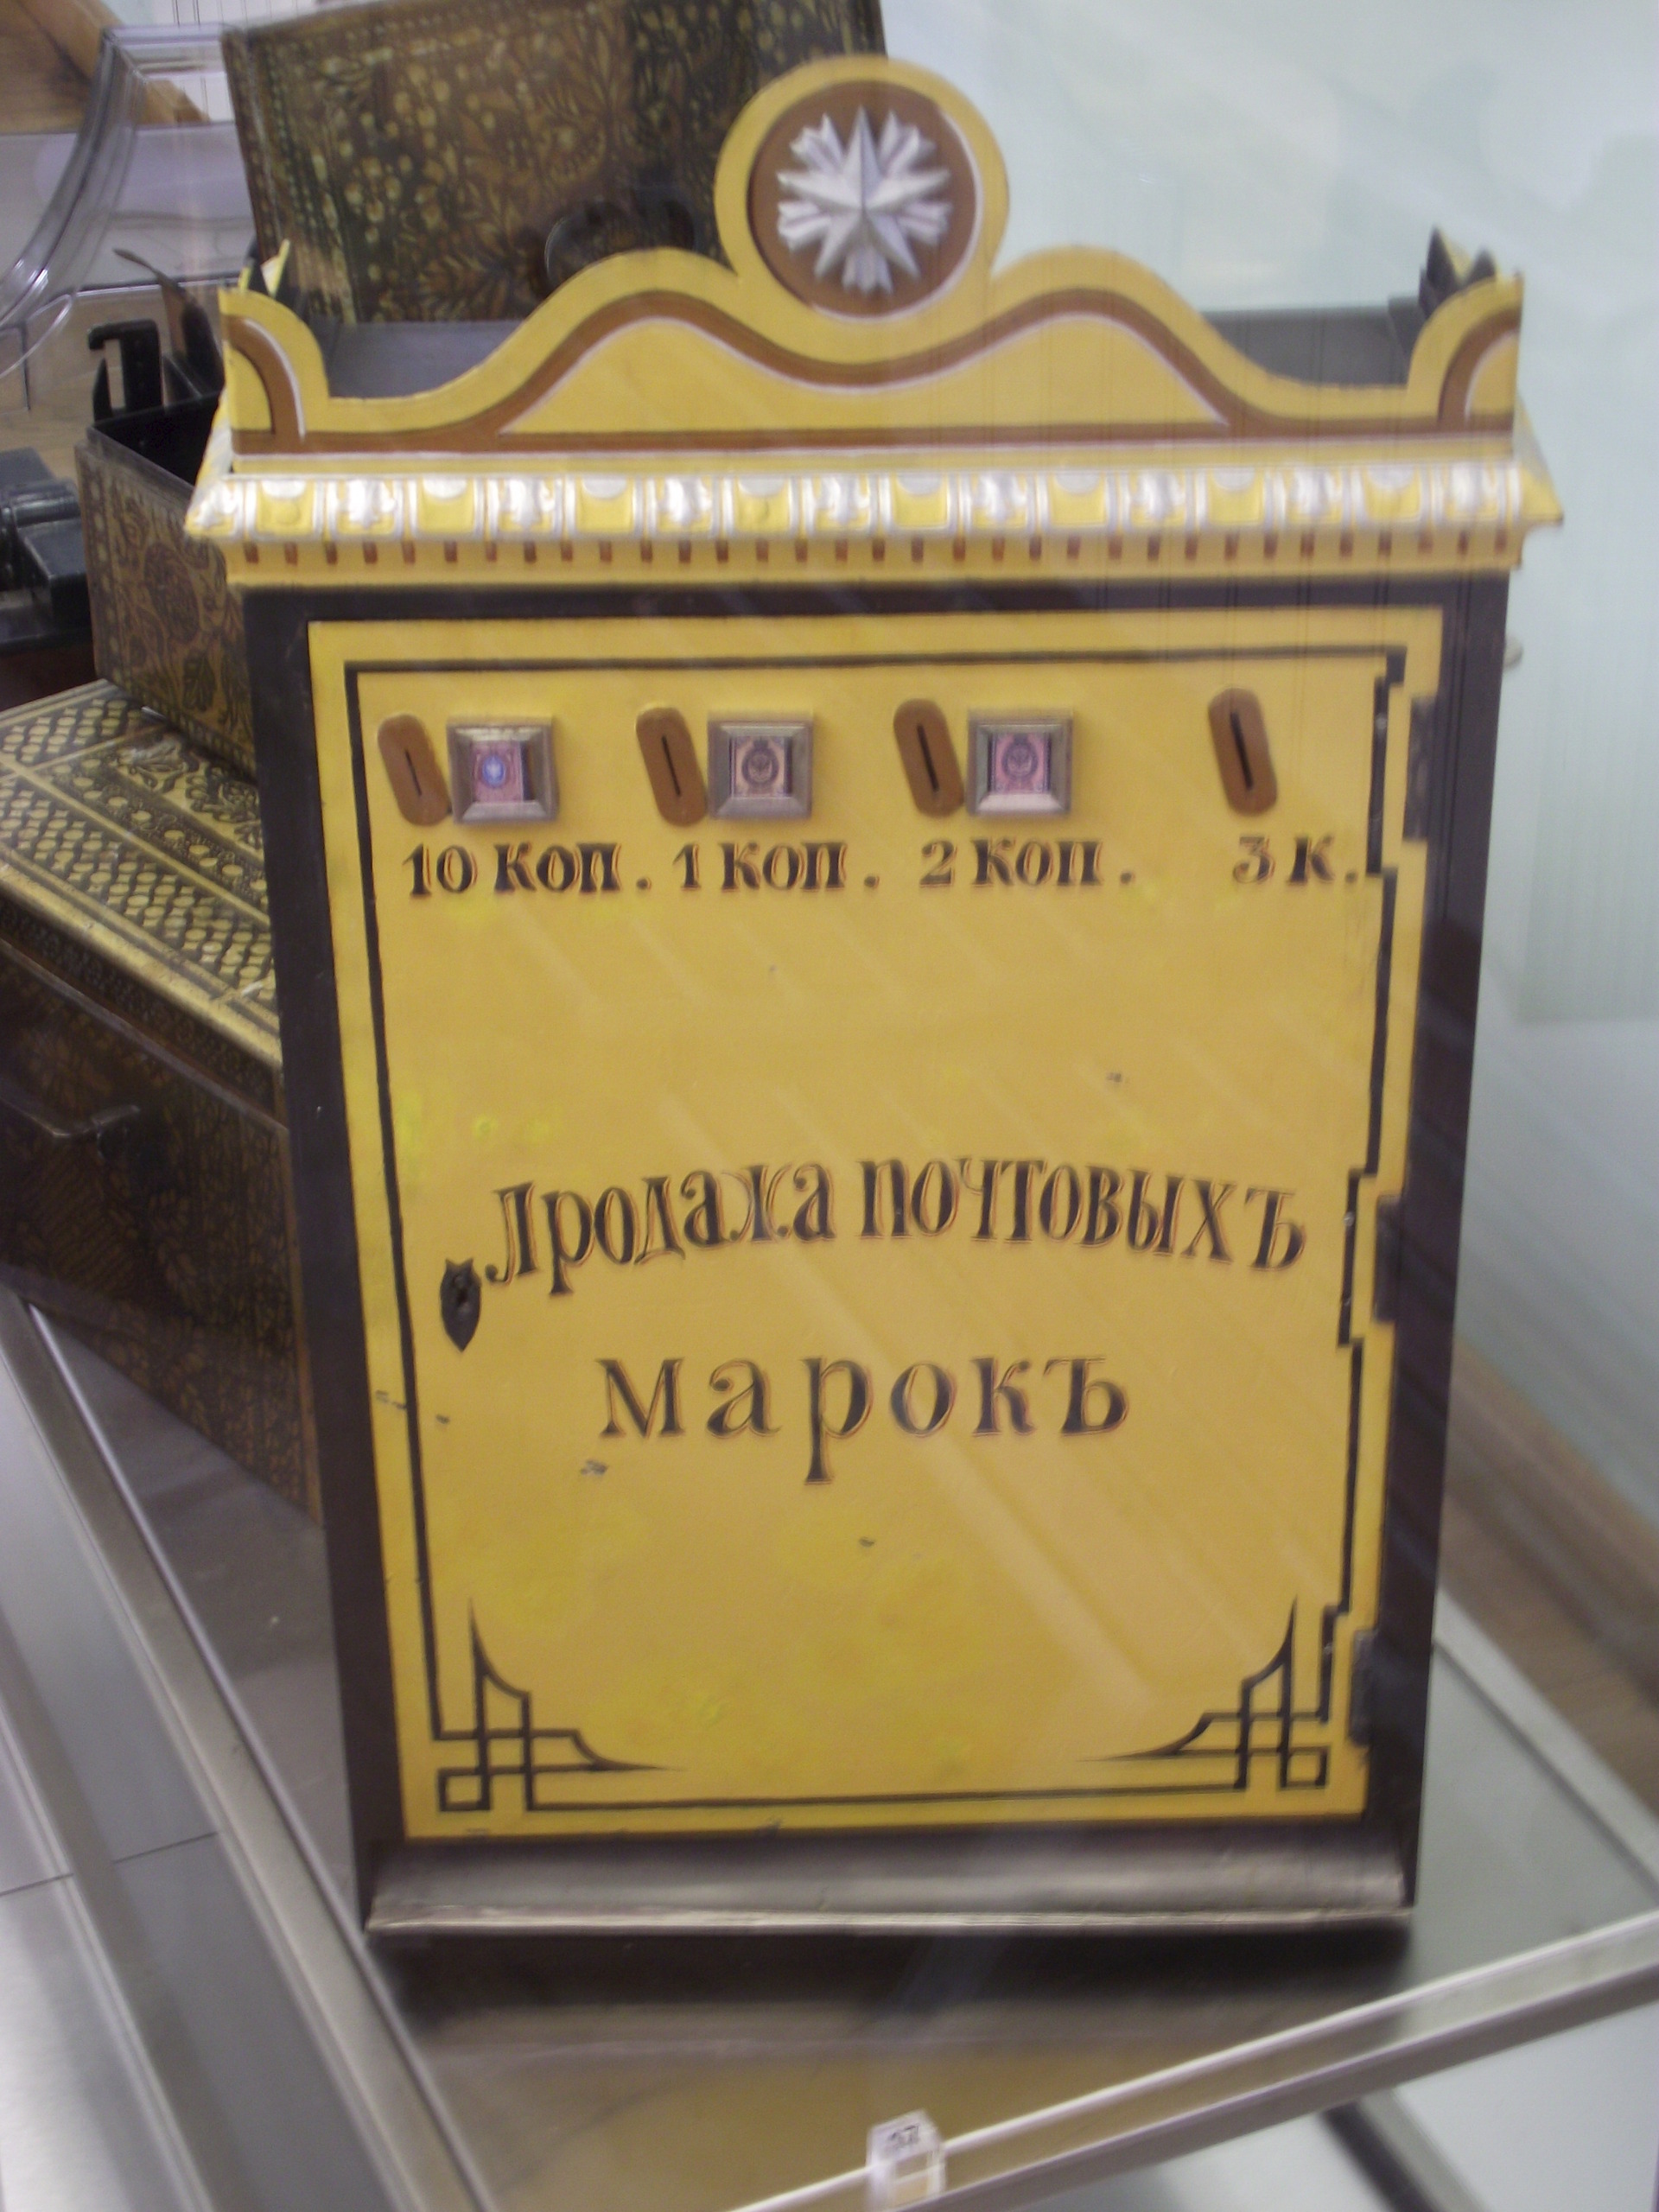 10 коп. 1 коп. 2 коп. 3 к.
Продажа почтовыхъ
марокъ